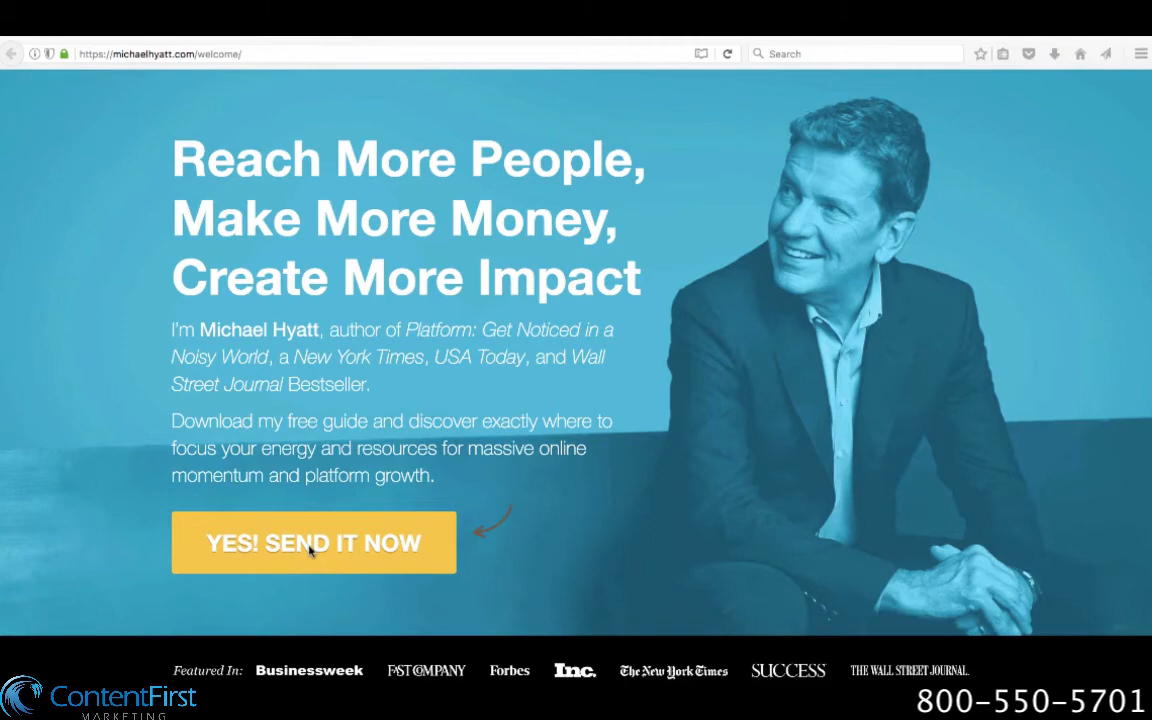 https://michaelhyatt.com/welcome/
Search
Reach More People,
Make More Money,
Create More Impact
I'm Michael Hyatt, author of Platform: Get Noticed in a
Noisy World, a New York Times, USA Today, and Wall
Street Journal Bestseller.
Download my free guide and discover exactly where to
focus your energy and resources for massive online
momentum and platform growth.
YES! SEND IT NOW
Featured In: Businessweek FAST COMPANY Forbes Inc. The New York Times SUCCESS THE WALL STREET JOURNAL.
ContentFirst
MARKETING
800-550-5701